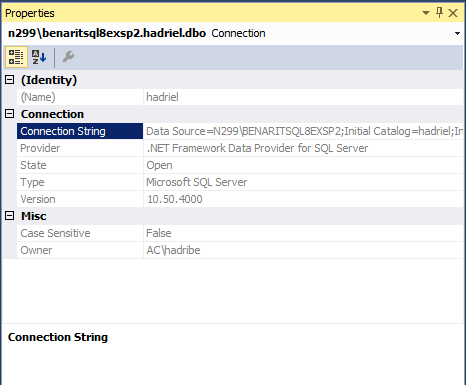 Properties
n299\benaritsql8exsp2.hadriel.dbo Connection
(Identity)
(Name) hadriel
Connection
Connection String Data Source=N299\BENARITSQL8EXSP2;Initial Catalog=hadriel;In
Provider .NET Framework Data Provider for SQL Server
State Open
Type Microsoft SQL Server
Version 10.50.4000
Misc
Case Sensitive False
Owner AC\hadribe
Connection String